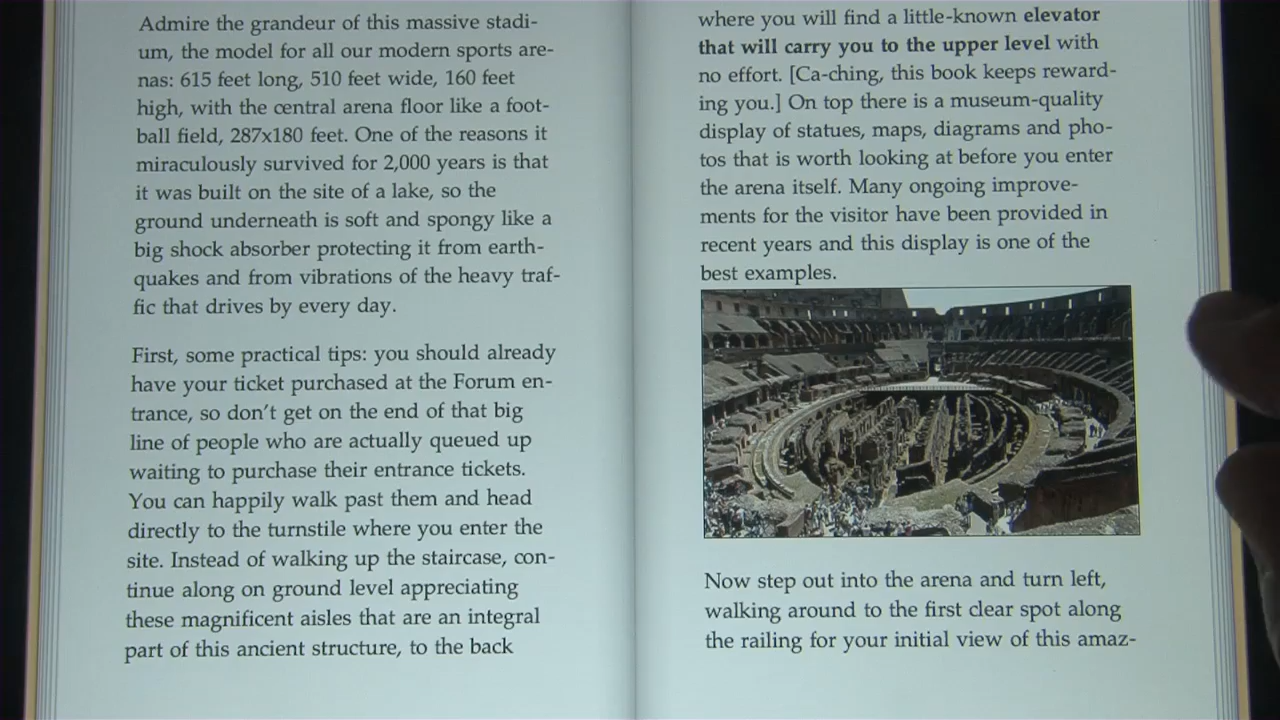 Admire the grandeur of this massive stadi-
um, the model for all our modern sports are-
nas: 615 feet long, 510 feet wide, 160 feet
high, with the central arena floor like a foot-
ball field, 287x180 feet. One of the reasons it
miraculously survived for 2,000 years is that
it was built on the site of a lake, so the
ground underneath is soft and spongy like a
big shock absorber protecting it from earth-
quakes and from vibrations of the heavy traf-
fic that drives by every day.
First, some practical tips: you should already
have your ticket purchased at the Forum en-
trance, so don't get on the end of that big
line of people who are actually queued up
waiting to purchase their entrance tickets.
You can happily walk past them and head
directly to the turnstile where you enter the
site. Instead of walking up the staircase, con-
tinue along on ground level appreciating
these magnificent aisles that are an integral
part of this ancient structure, to the back
where you will find a little-known elevator
that will carry you to the upper level with
no effort. [Ca-ching, this book keeps reward-
ing you.] On top there is a museum-quality
display of statues, maps, diagrams and pho-
tos that is worth looking at before you enter
the arena itself. Many ongoing improve-
ments for the visitor have been provided in
recent years and this display is one of the
best examples.
Now step out into the arena and turn left,
walking around to the first clear spot along
the railing for your initial view of this amaz-